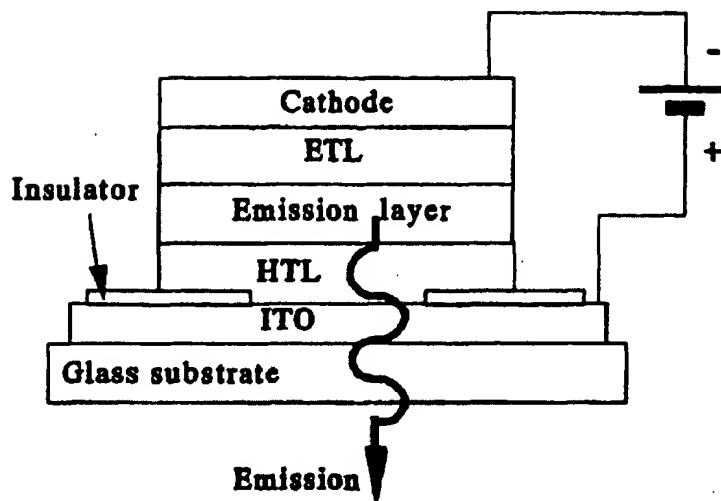 -
Cathode
ETL
+
Insulator
Emission layer
HTL
ITO
Glass substrate
Emission